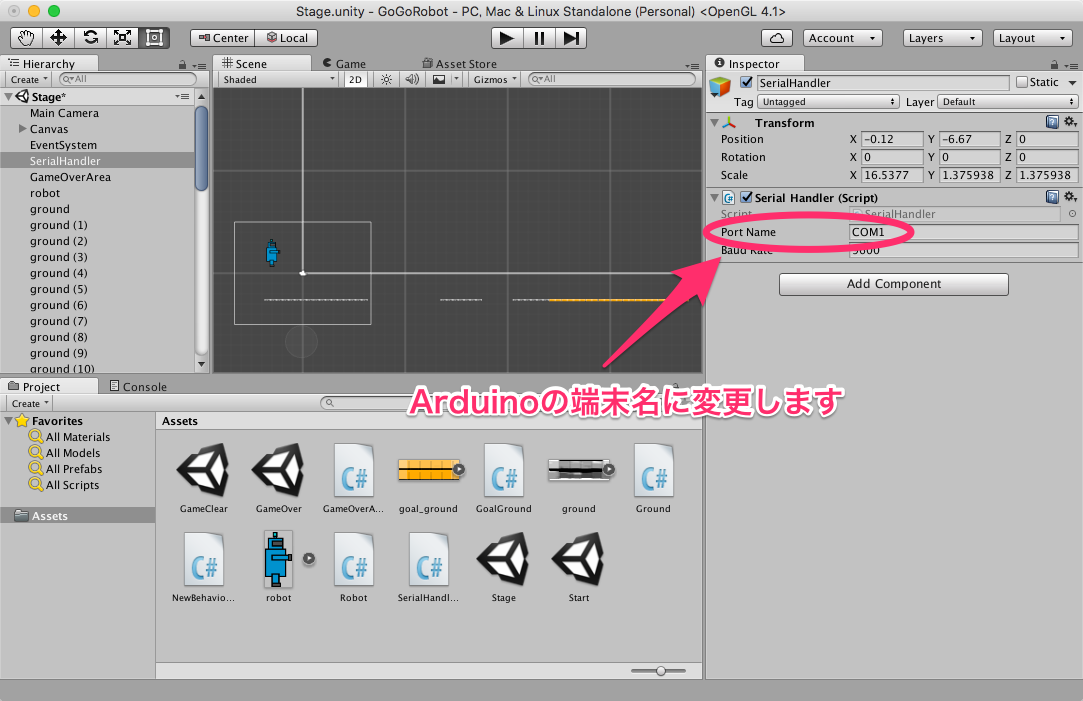 Stage.unity - GoGoRobot - PC, Mac & Linux Standalone (Personal) <OpenGL 4.1>
Center Local Account Layers Layout
Hierarchy
Create All
Stage*
Main Camera
Canvas
EventSystem
SerialHandler
GameOverArea
robot
ground
ground (1)
ground (2)
ground (3)
ground (4)
ground (5)
ground (6)
ground (7)
ground (8)
ground (9)
ground (10)
Scene Game Asset Store
Shaded 2D Gizmos All
Inspector
SerialHandler Static
Tag Untagged Layer Default
Transform
Position X -0.12 Y -6.67 Z 0
Rotation X 0 Y 0 Z 0
Scale X 16.5377 Y 1.375938 Z 1.375938
Serial Handler (Script)
Script SerialHandler
Port Name COM1
Baud Rate 9600
Add Component
Arduinoの端末名に変更します
Project Console
Create
Favorites
All Materials
All Models
All Prefabs
All Scripts
Assets
Assets
C# C# C#
GameClear GameOver GameOverA... goal_ground GoalGround ground Ground
C# C# C#
NewBehavio... robot Robot SerialHandl... Stage Start